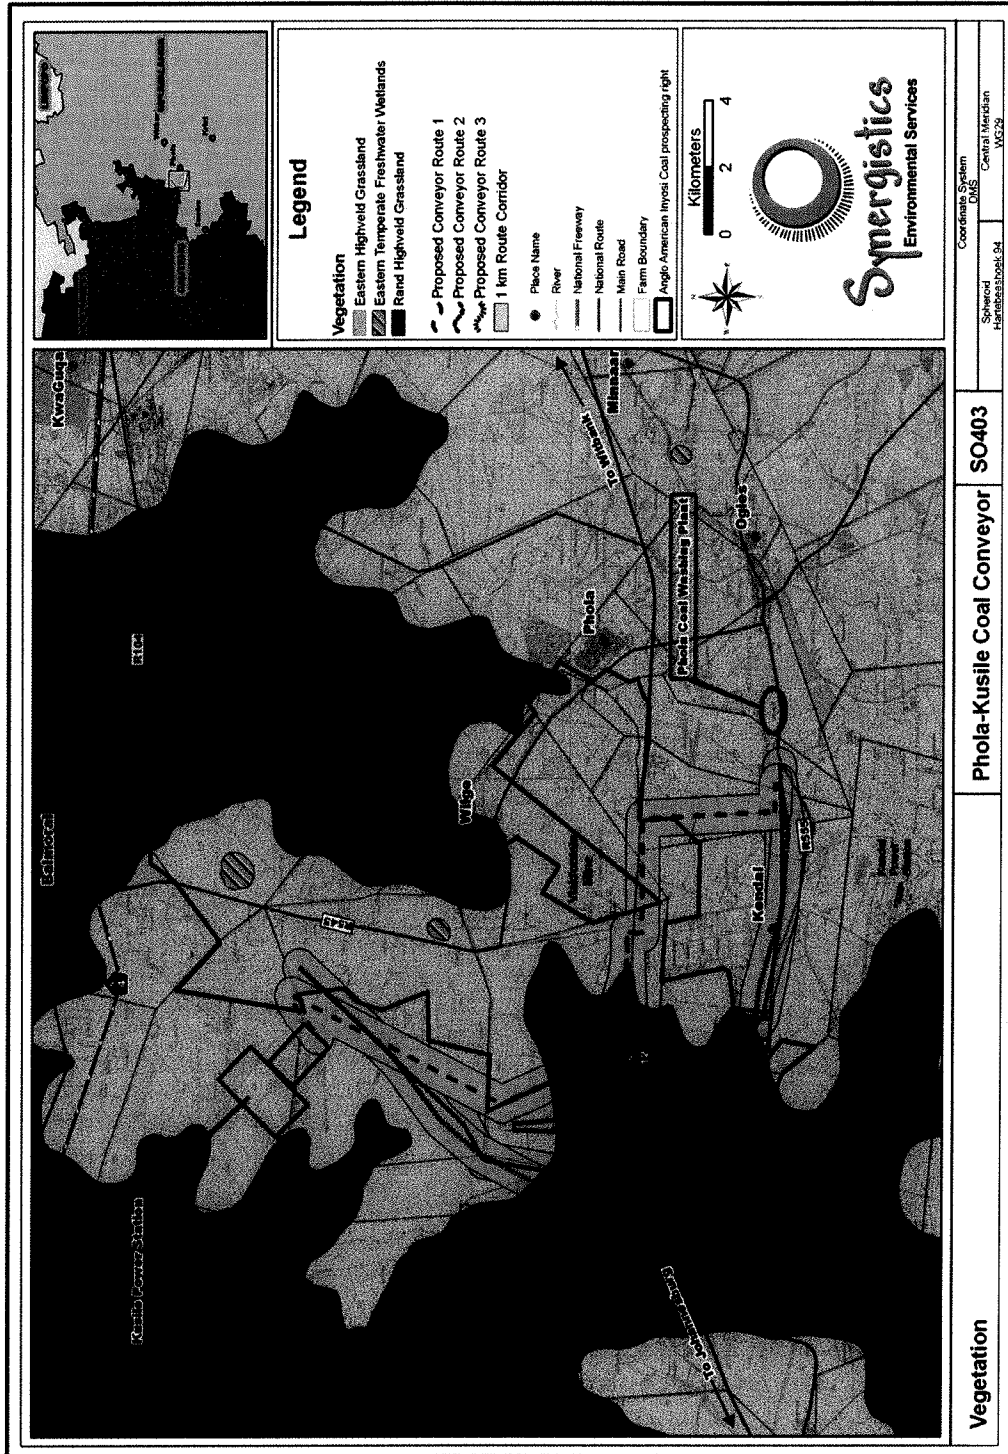 Legend
Vegetation
Eastern Highveld Grassland
Eastern Temperate Freshwater Wetlands
Rand Highveld Grassland
Proposed Conveyor Route 1
Proposed Conveyor Route 2
Proposed Conveyor Route 3
1 km Route Corridor
Place Name
River
National Freeway
National Route
Main Road
Farm Boundary
Anglo American Inyosi Coal prospecting right
Kilometers
0 2 4
Synergistics
Environmental Services
Coordinate System
DMS
Spheroid
Hartebeeshoek 94
Central Meridian
WG29
KwaGuqa
R104
Balmoral
Kusile Power Station
R545
Wilge
Phola
To Witbank
Minnaar
Phola Coal Washing Plant
Ogies
Kendal
R555
To Johannesburg
Vegetation
Phola-Kusile Coal Conveyor
SO403